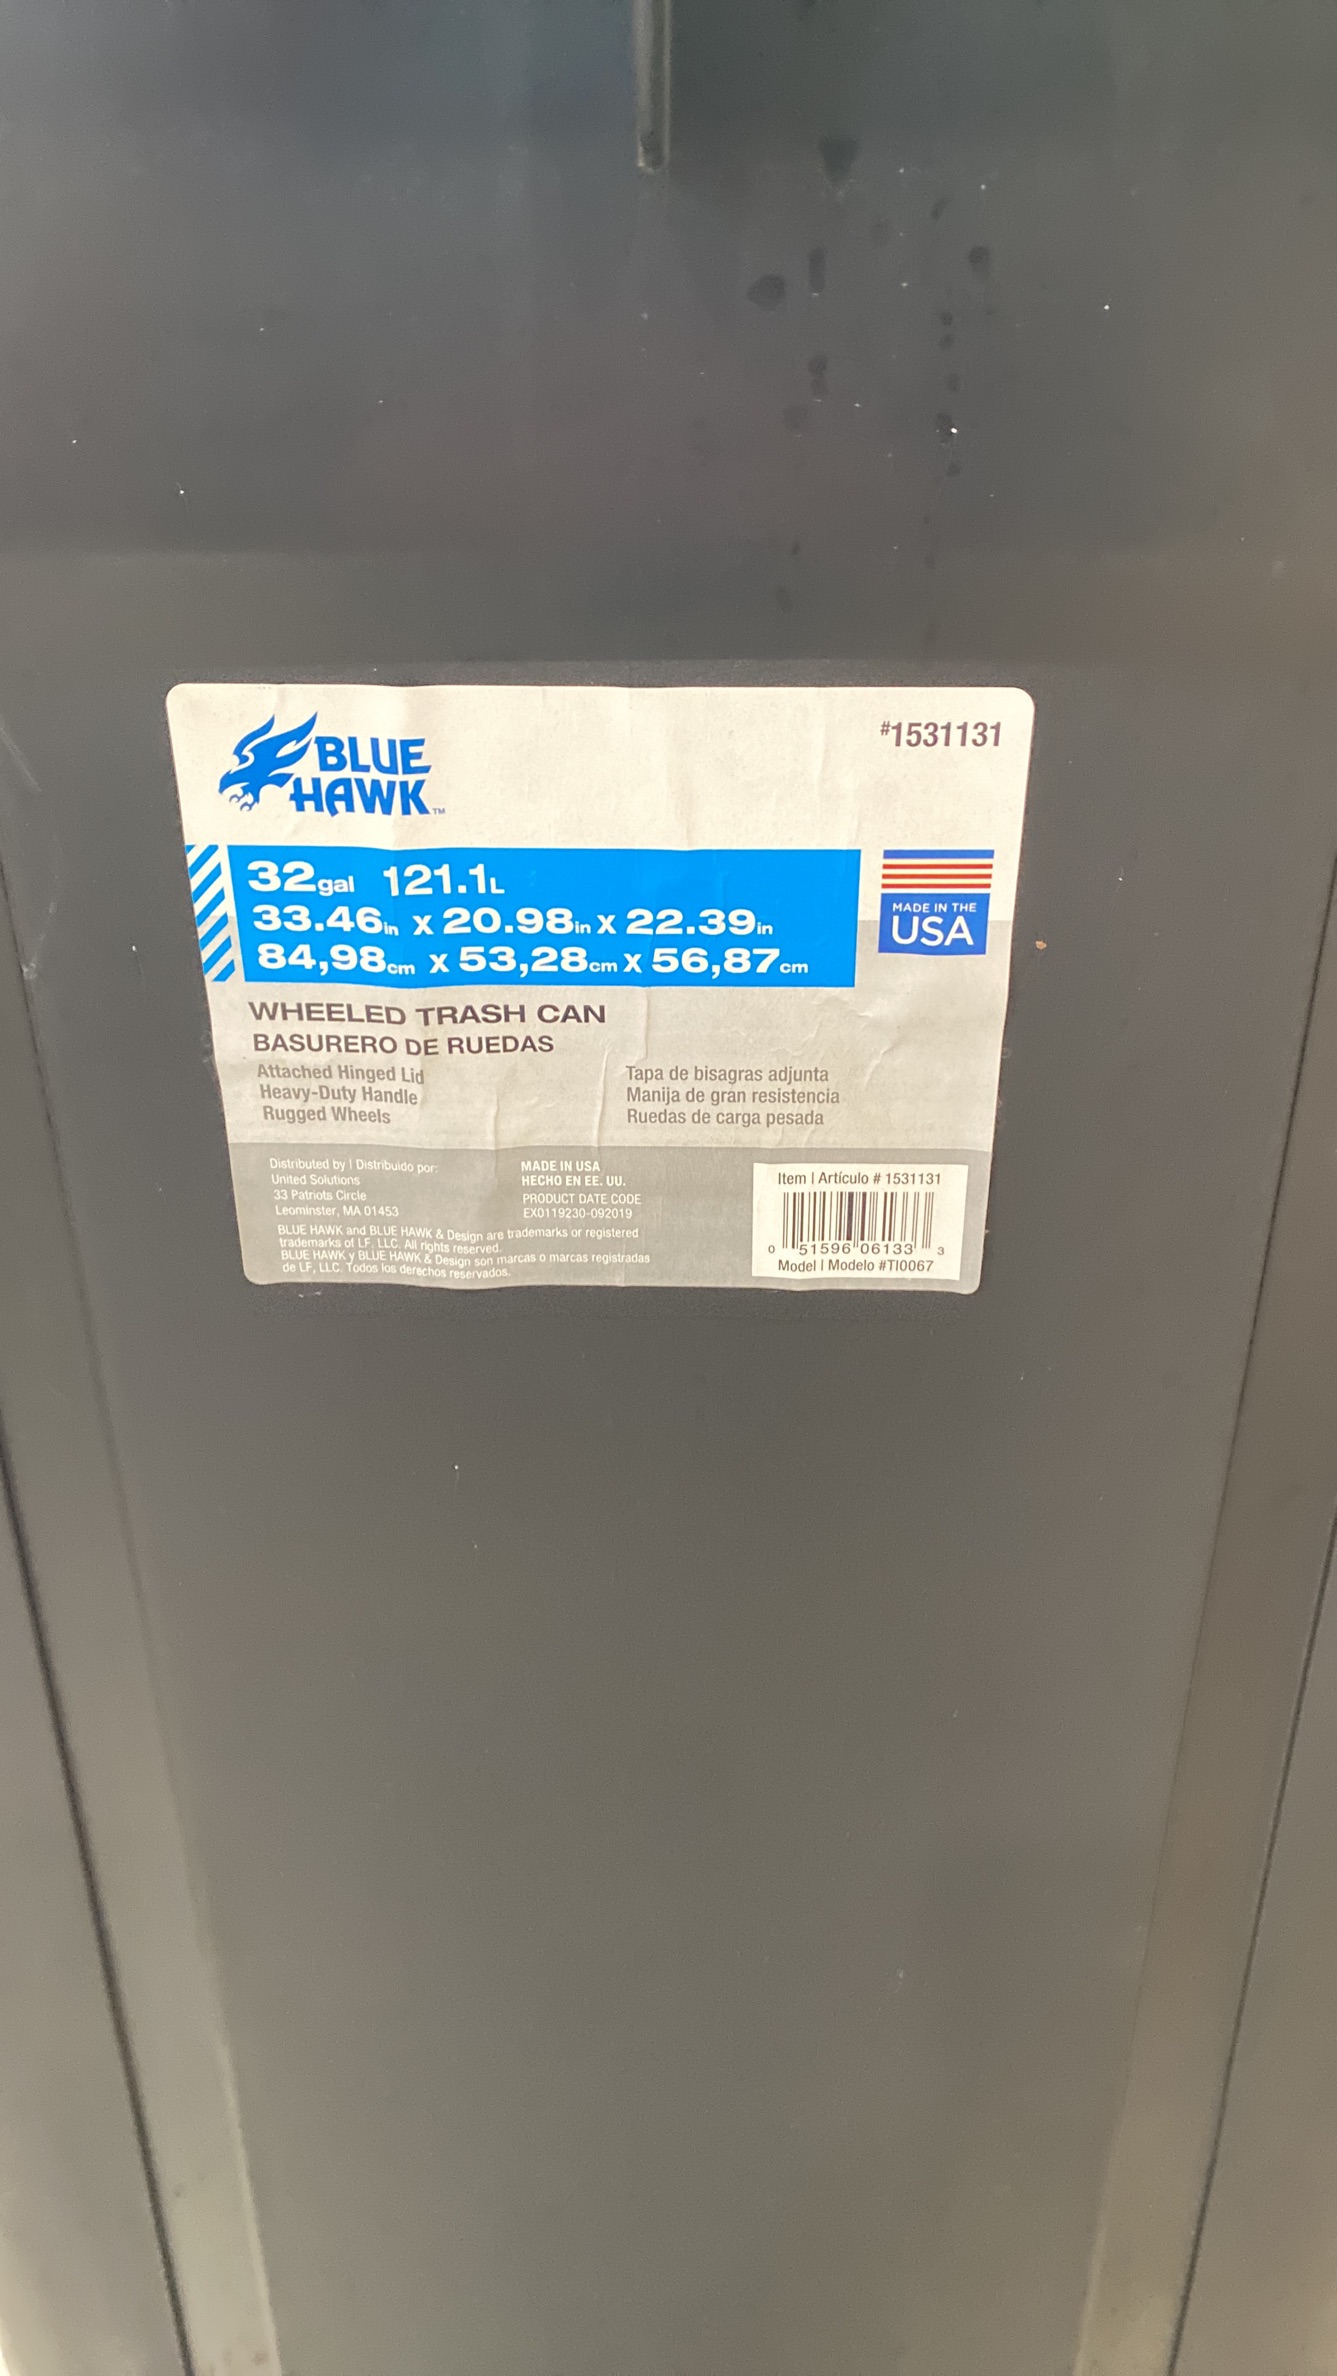 BLUE
HAWK™
#1531131
32gal 121.1L
33.46in x 20.98in x 22.39in
84,98cm x 53,28cm x 56,87cm
MADE IN THE
USA
WHEELED TRASH CAN
BASURERO DE RUEDAS
Attached Hinged Lid
Heavy-Duty Handle
Rugged Wheels
Tapa de bisagras adjunta
Manija de gran resistencia
Ruedas de carga pesada
Distributed by | Distribuido por:
United Solutions
33 Patriots Circle
Leominster, MA 01453
MADE IN USA
HECHO EN EE. UU.
PRODUCT DATE CODE
EX0119230-092019
BLUE HAWK and BLUE HAWK & Design are trademarks or registered
trademarks of LF, LLC. All rights reserved.
BLUE HAWK y BLUE HAWK & Design son marcas o marcas registradas
de LF, LLC. Todos los derechos reservados.
Item | Artículo # 1531131
0 51596 06133 3
Model | Modelo #TI0067